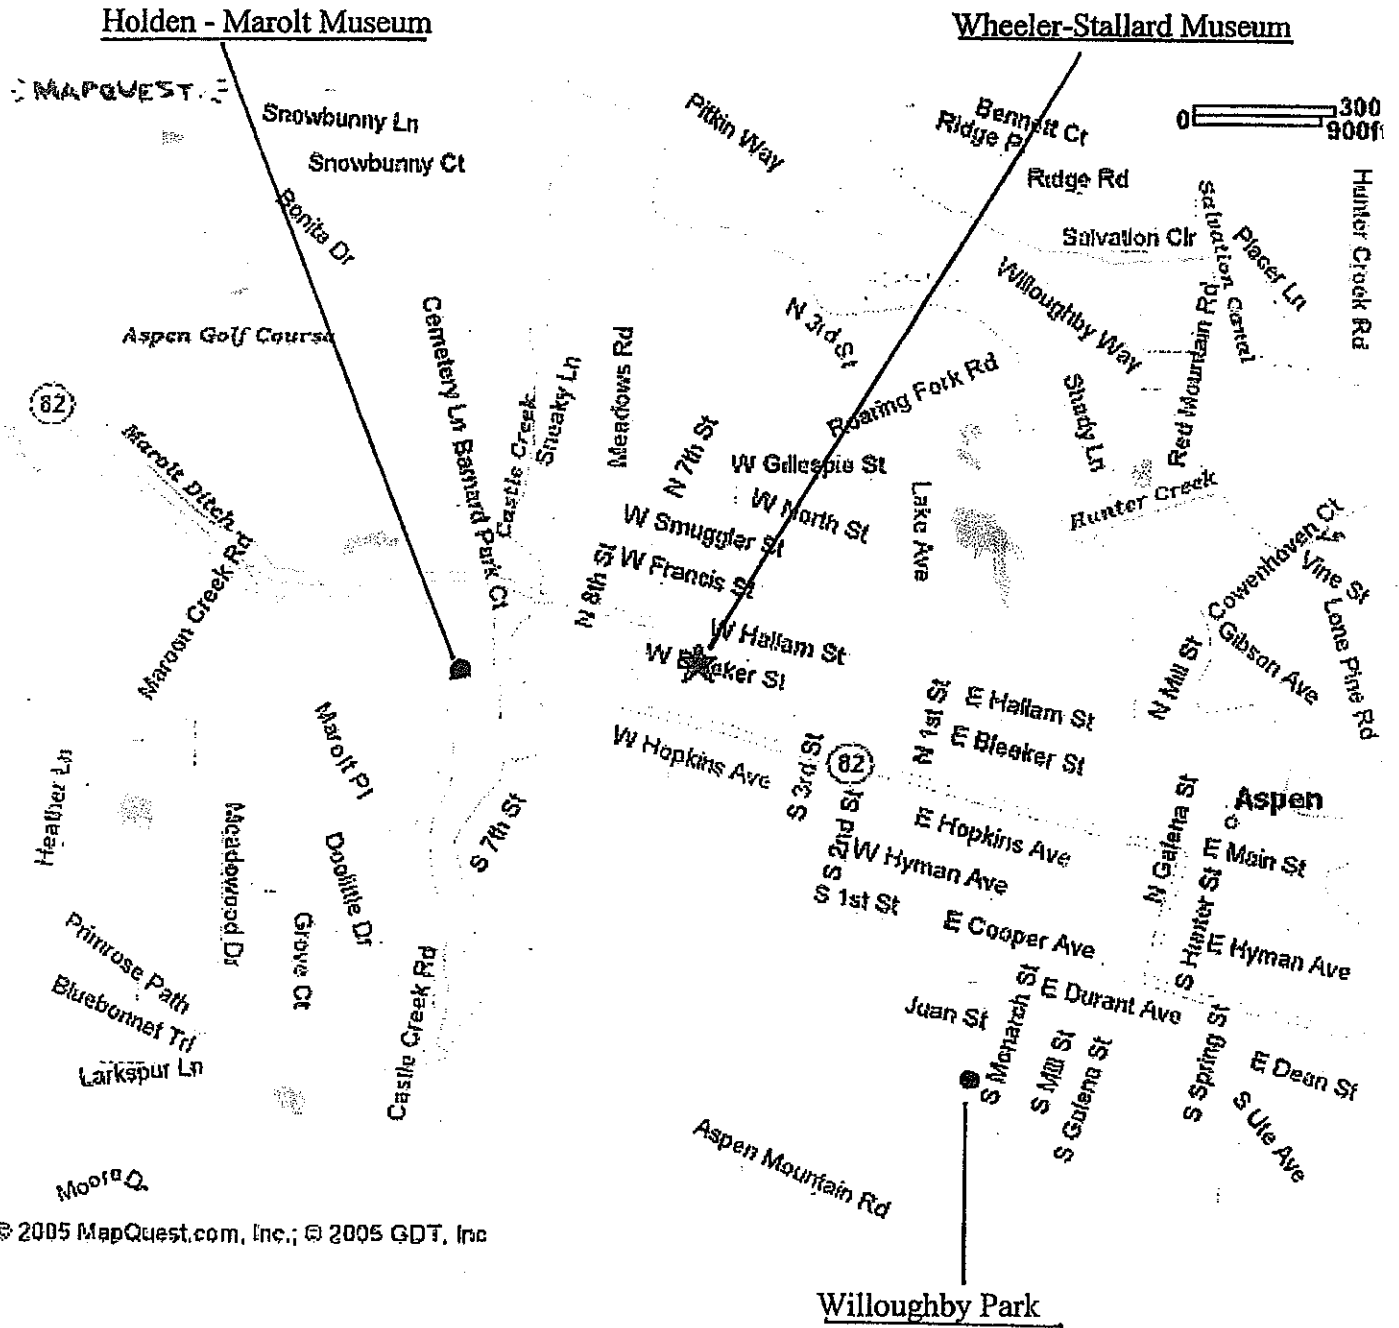 Holden - Marolt Museum
Wheeler-Stallard Museum
MAPQUEST.
Snowbunny Ln
Snowbunny Ct
Bonita Dr
Pitkin Way
Bennett Ct
Ridge Pl
Ridge Rd
0
300
900ft
Salvation Cir
Salvation Canal
Placer Ln
Hunter Creek Rd
Willoughby Way
Red Mountain Rd
Aspen Golf Course
Cemetery Ln
Barnard Park Ct
Castle Creek
Sneaky Ln
Meadows Rd
N 3rd St
Roaring Fork Rd
Shady Ln
82
Marolt Ditch
Maroon Creek Rd
N 7th St
W Gillespie St
W North St
W Smuggler St
W Francis St
N 8th St
Lake Ave
Hunter Creek
Cowenhoven Ct
Vine St
Lone Pine Rd
Gibson Ave
W Hallam St
W Bleeker St
N Mill St
N 1st St
E Hallam St
E Bleeker St
Marolt Pl
W Hopkins Ave
S 3rd St
82
S 2nd St
Heather Ln
Meadowood Dr
Doolittle Dr
S 7th St
E Hopkins Ave
W Hyman Ave
S 1st St
N Galena St
Aspen
E Main St
S Hunter St
E Hyman Ave
E Cooper Ave
Primrose Path
Bluebonnet Trl
Larkspur Ln
Grove Ct
Castle Creek Rd
Juan St
S Monarch St
E Durant Ave
S Mill St
S Galena St
S Spring St
E Dean St
S Ute Ave
Aspen Mountain Rd
Moore Dr
© 2005 MapQuest.com, Inc.; © 2005 GDT, Inc
Willoughby Park